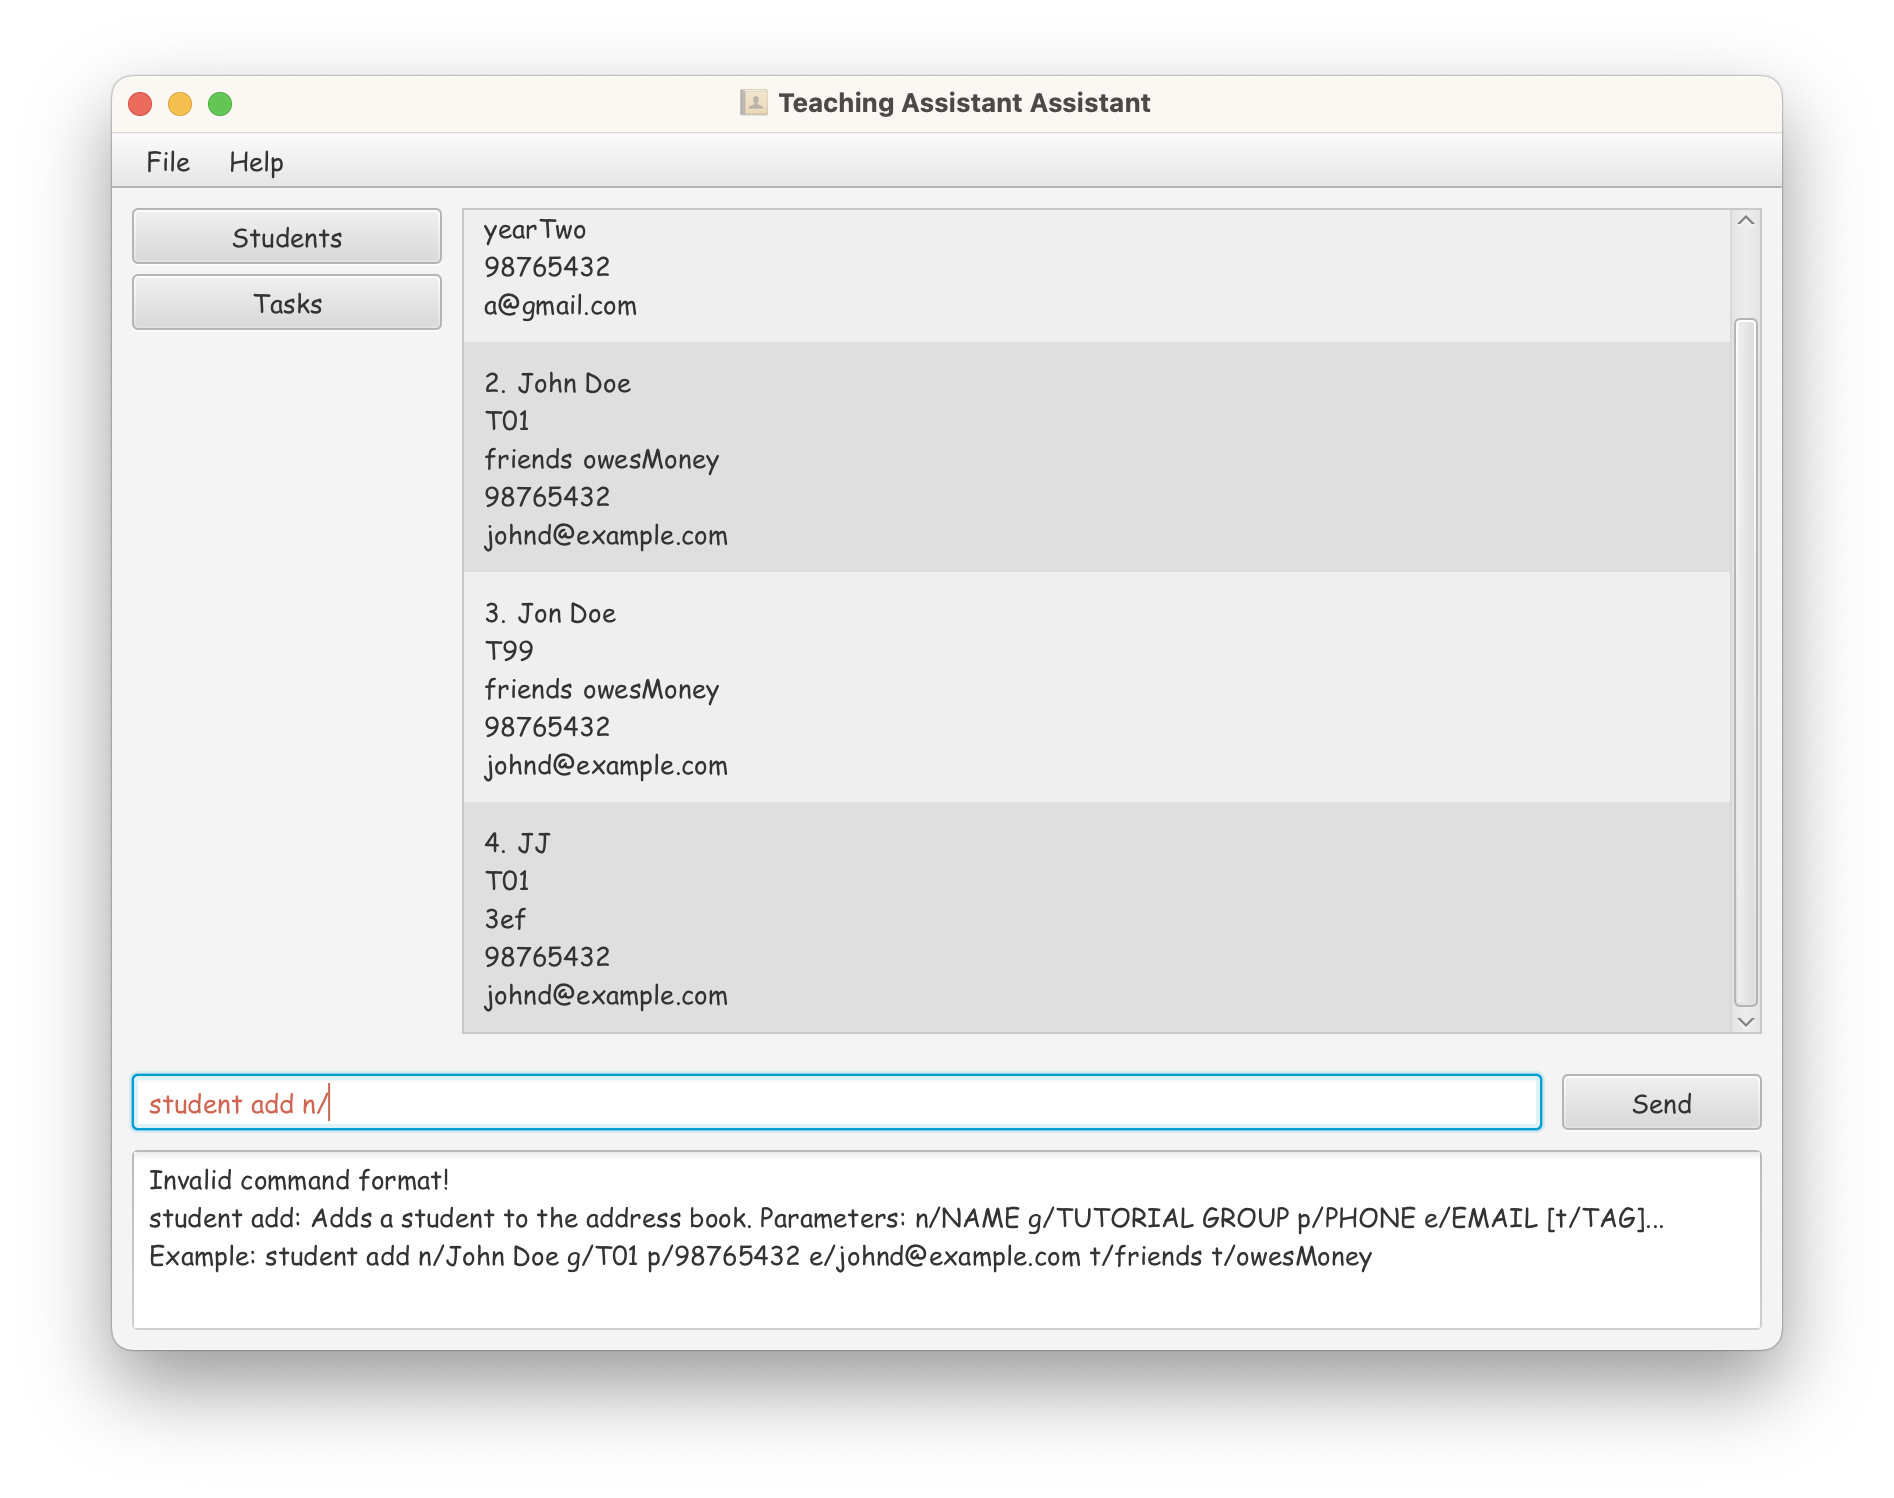 Teaching Assistant Assistant
File Help
Students
Tasks
yearTwo
98765432
a@gmail.com
2. John Doe
T01
friends owesMoney
98765432
johnd@example.com
3. Jon Doe
T99
friends owesMoney
98765432
johnd@example.com
4. JJ
T01
3ef
98765432
johnd@example.com
student add n/
Send
Invalid command format!
student add: Adds a student to the address book. Parameters: n/NAME g/TUTORIAL GROUP p/PHONE e/EMAIL [t/TAG]...
Example: student add n/John Doe g/T01 p/98765432 e/johnd@example.com t/friends t/owesMoney